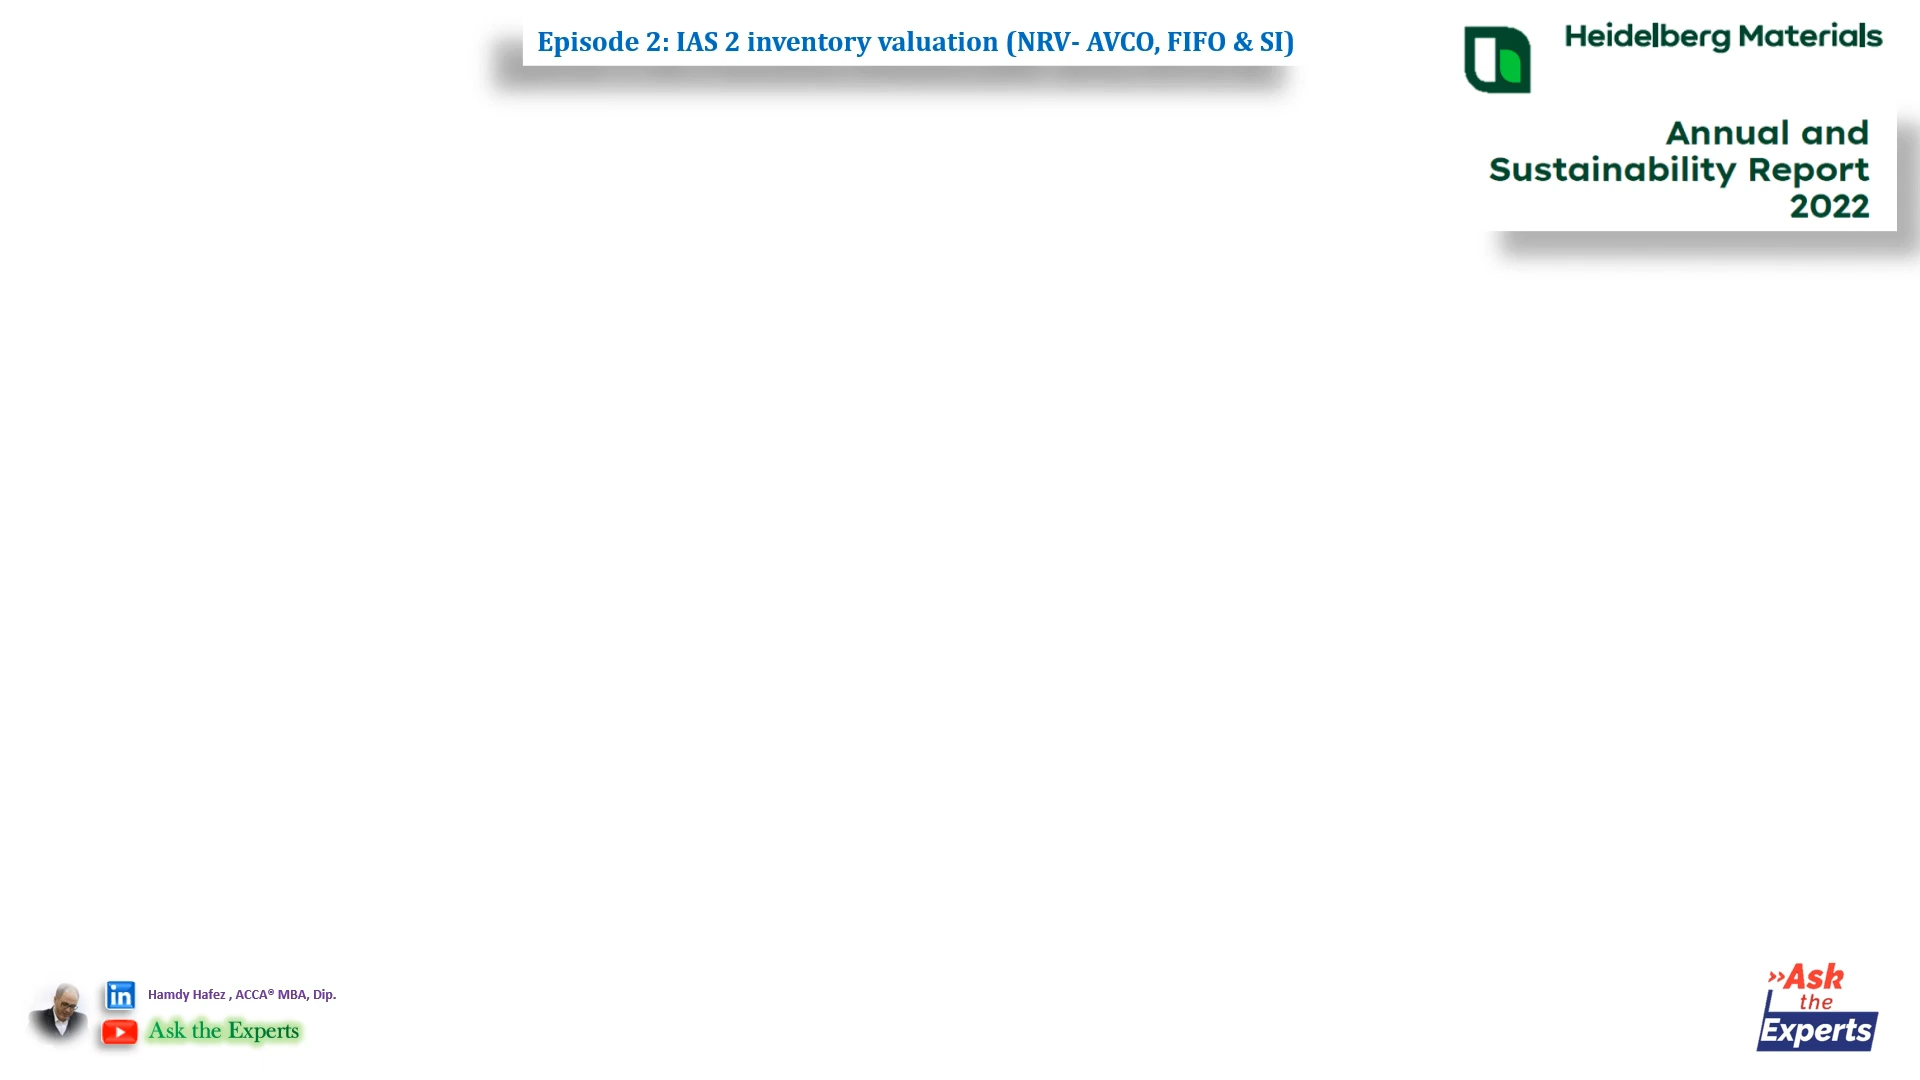 Episode 2: IAS 2 inventory valuation (NRV- AVCO, FIFO & SI)
Heidelberg Materials
Annual and
Sustainability Report
2022
in Hamdy Hafez , ACCA® MBA, Dip.
Ask the Experts
»Ask
the
Experts